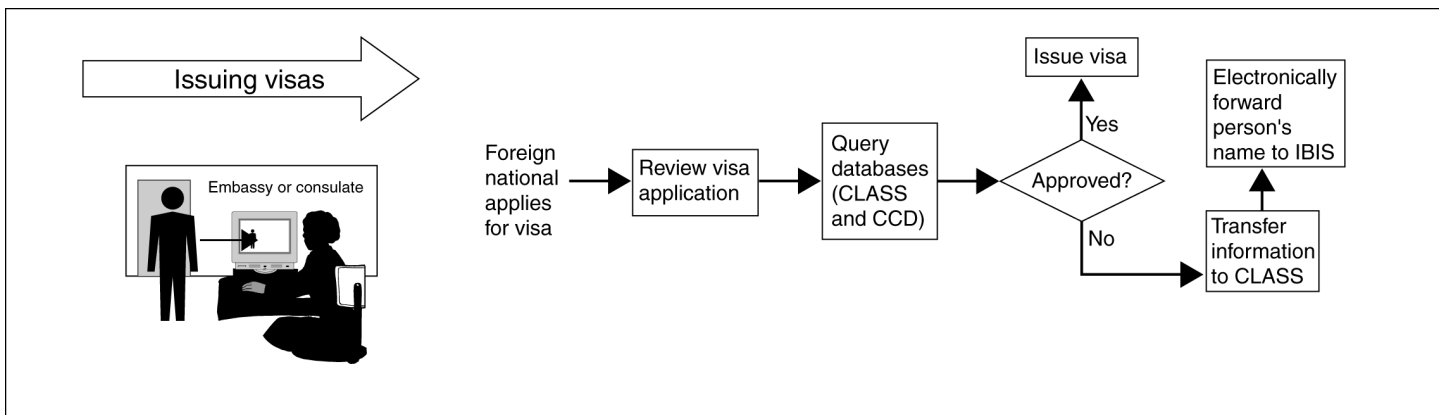 Issuing visas
Embassy or consulate
Foreign
national
applies
for visa
Review visa
application
Query
databases
(CLASS
and CCD)
Approved?
Yes
Issue visa
No
Transfer
information
to CLASS
Electronically
forward
person's
name to IBIS